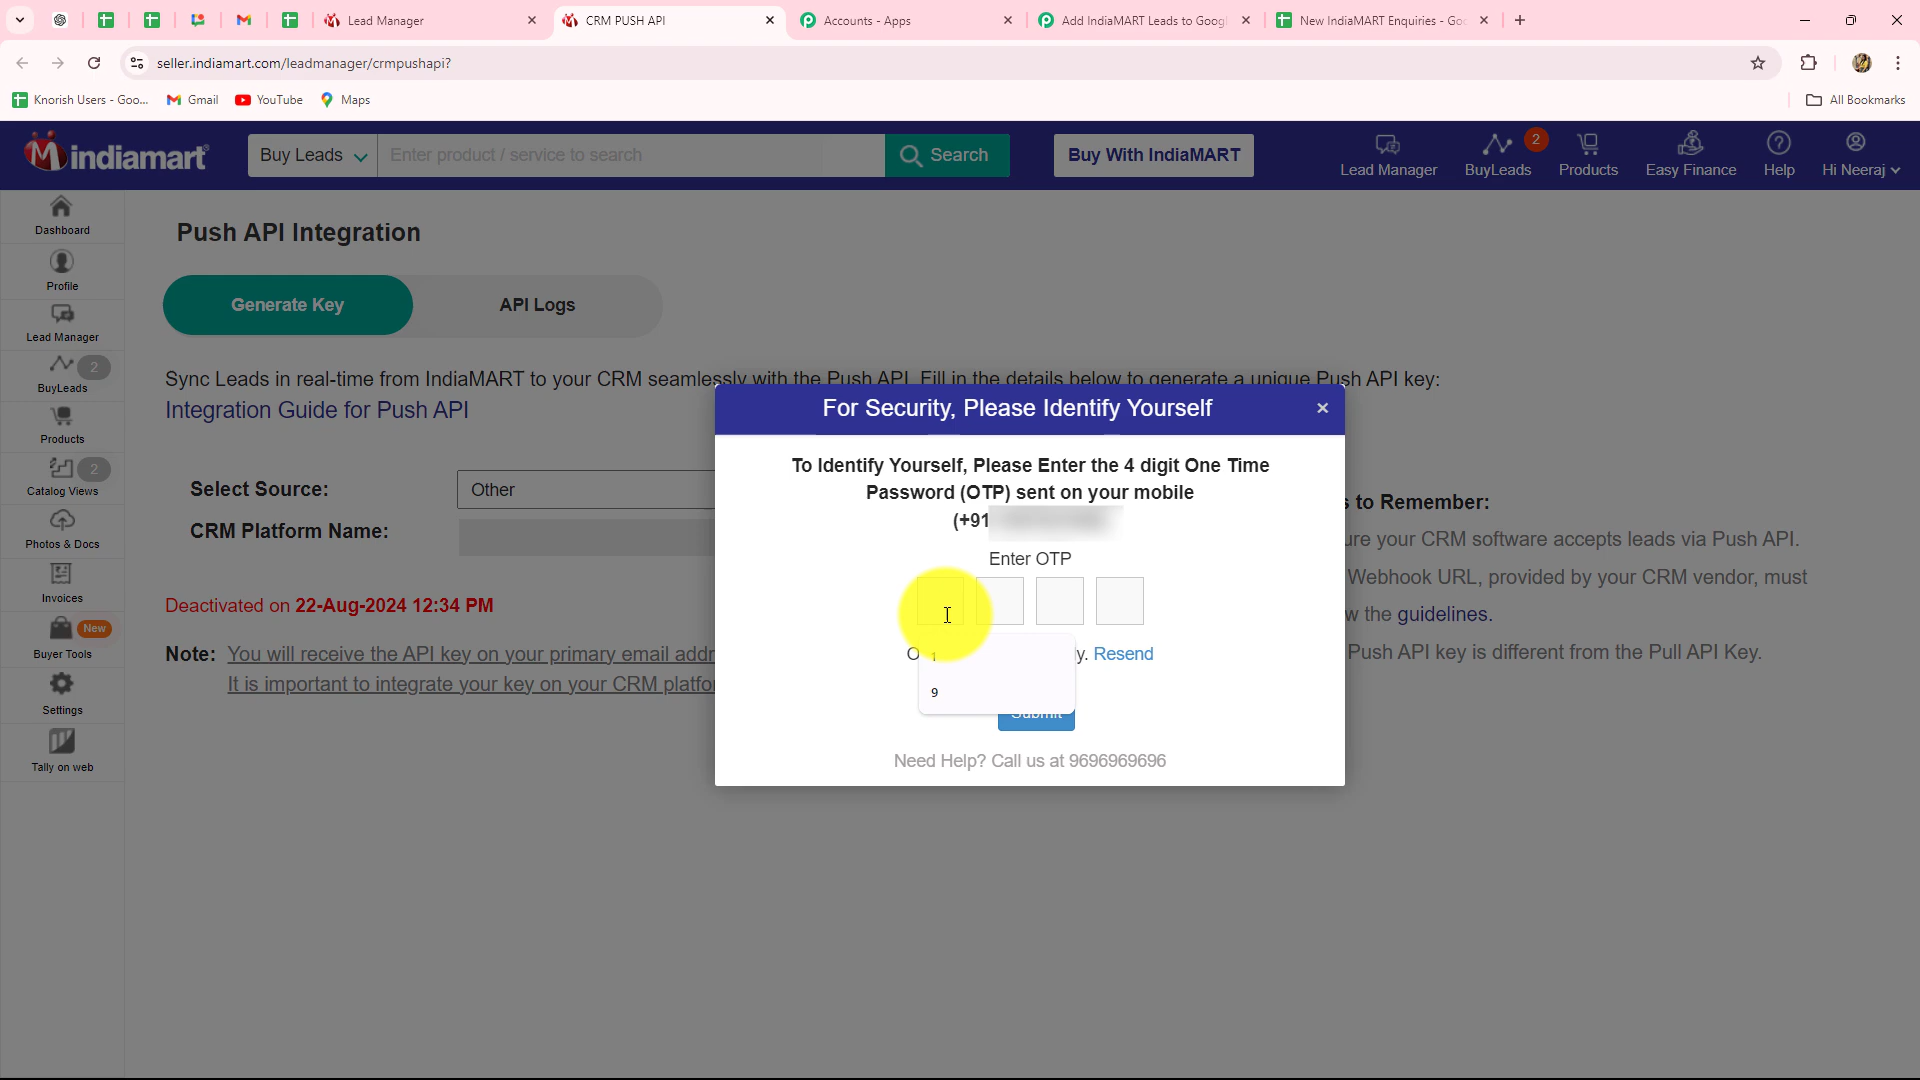 Lead Manager
CRM PUSH API
Accounts - Apps
Add IndiaMART Leads to Googl
New IndiaMART Enquiries - Goo
seller.indiamart.com/leadmanager/crmpushapi?
Knorish Users - Goo...
Gmail
YouTube
Maps
All Bookmarks
indiamart
Buy Leads
Enter product / service to search
Search
Buy With IndiaMART
Lead Manager
BuyLeads
2
Products
Easy Finance
Help
Hi Neeraj
Dashboard
Profile
Lead Manager
BuyLeads
2
Products
Catalog Views
2
Photos & Docs
Invoices
Buyer Tools
New
Settings
Tally on web
Push API Integration
Generate Key
API Logs
Sync Leads in real-time from IndiaMART to your CRM seamlessly with the Push API. Fill in the details below to generate a unique Push API key:
Integration Guide for Push API
Select Source:
Other
CRM Platform Name:
Deactivated on 22-Aug-2024 12:34 PM
Note: You will receive the API key on your primary email addr
It is important to integrate your key on your CRM platfo
s to Remember:
ure your CRM software accepts leads via Push API.
Webhook URL, provided by your CRM vendor, must
w the guidelines.
Push API key is different from the Pull API Key.
For Security, Please Identify Yourself
×
To Identify Yourself, Please Enter the 4 digit One Time
Password (OTP) sent on your mobile
(+91
Enter OTP
O
y. Resend
1
9
Submit
Need Help? Call us at 9696969696